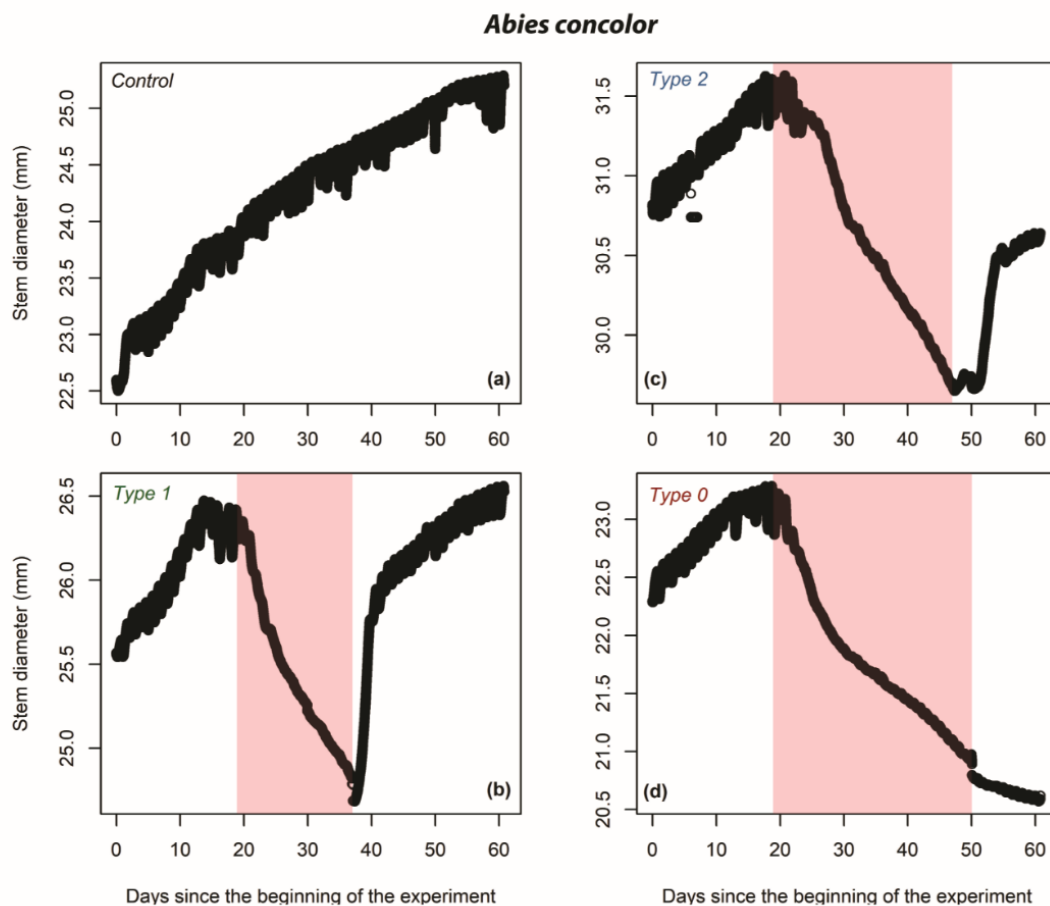 Abies concolor
Control
(a)
Stem diameter (mm)
22.5 23.0 23.5 24.0 24.5 25.0
0 10 20 30 40 50 60
Type 2
(c)
30.0 30.5 31.0 31.5
0 10 20 30 40 50 60
Type 1
(b)
Stem diameter (mm)
25.0 25.5 26.0 26.5
0 10 20 30 40 50 60
Days since the beginning of the experiment
Type 0
(d)
20.5 21.0 21.5 22.0 22.5 23.0
0 10 20 30 40 50 60
Days since the beginning of the experiment